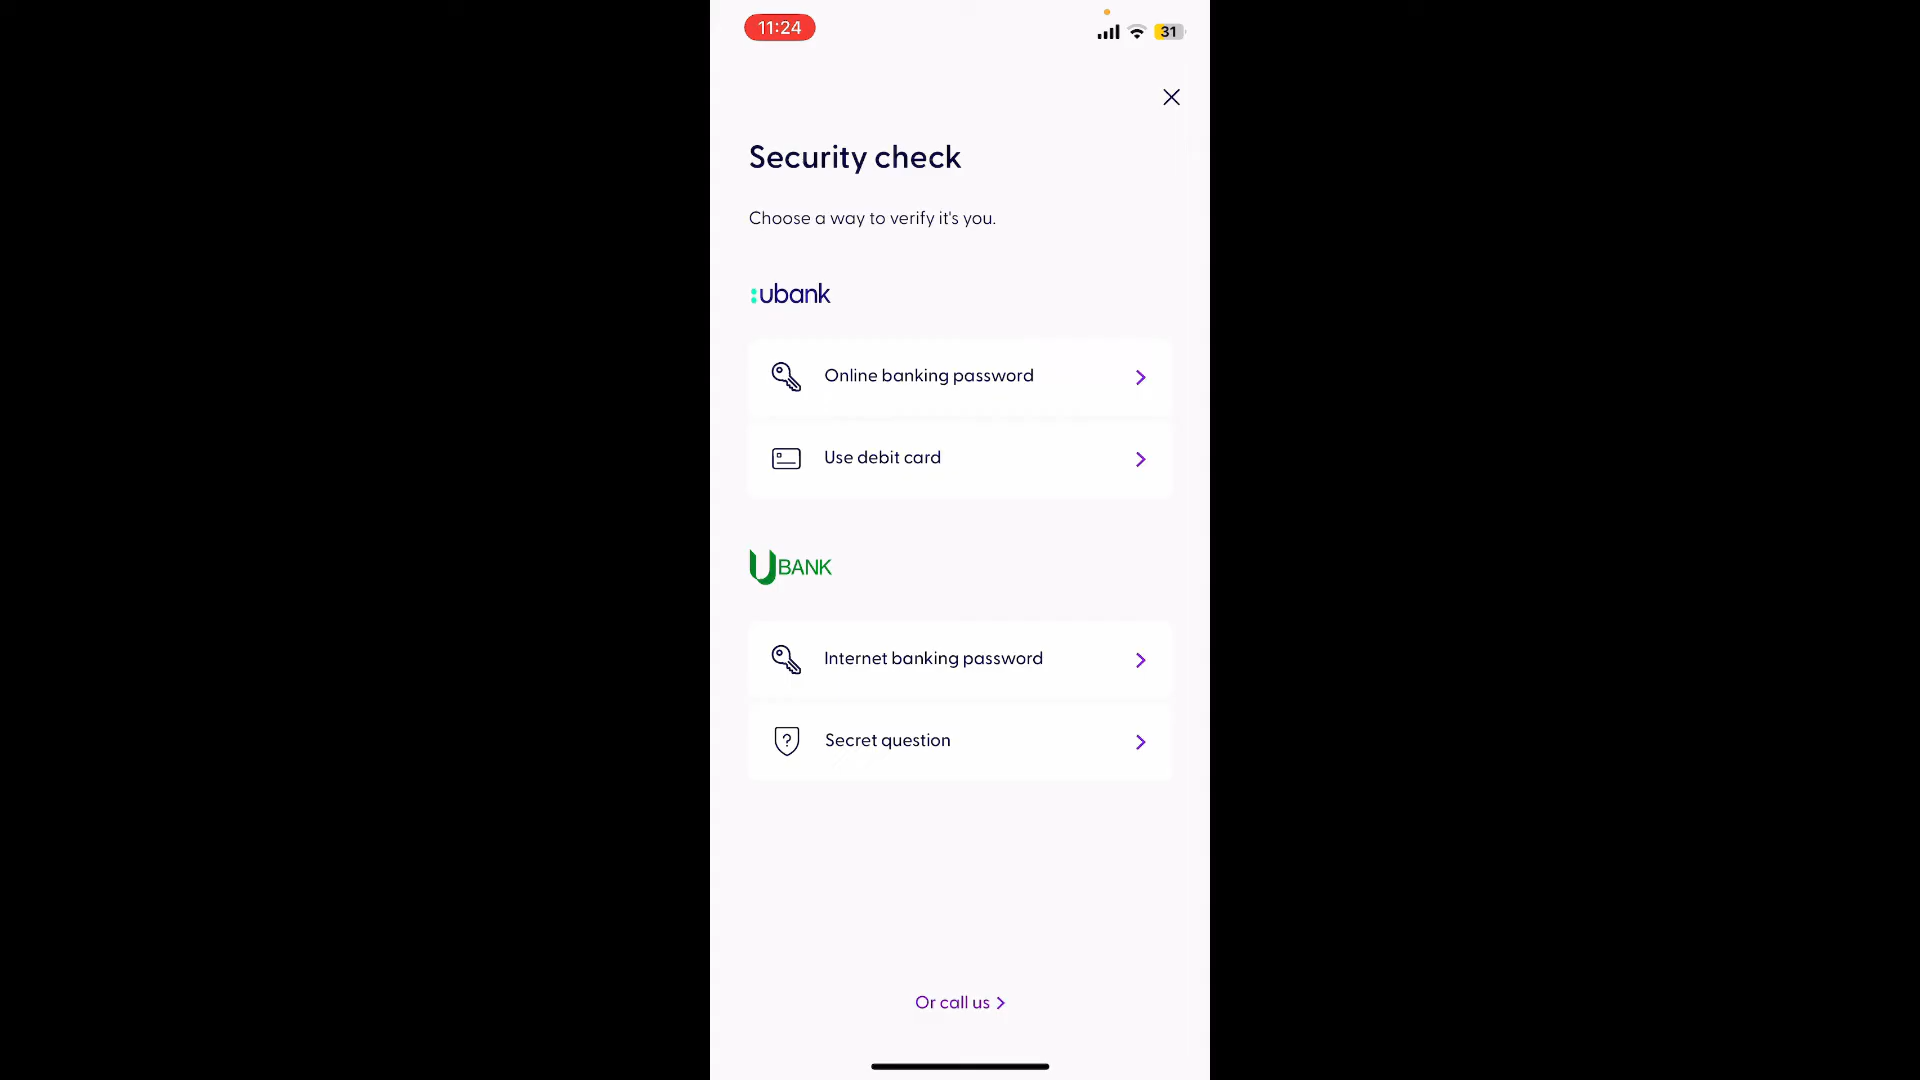 11:24
31
Security check
Choose a way to verify it's you.
:ubank
Online banking password
Use debit card
UBANK
Internet banking password
Secret question
Or call us